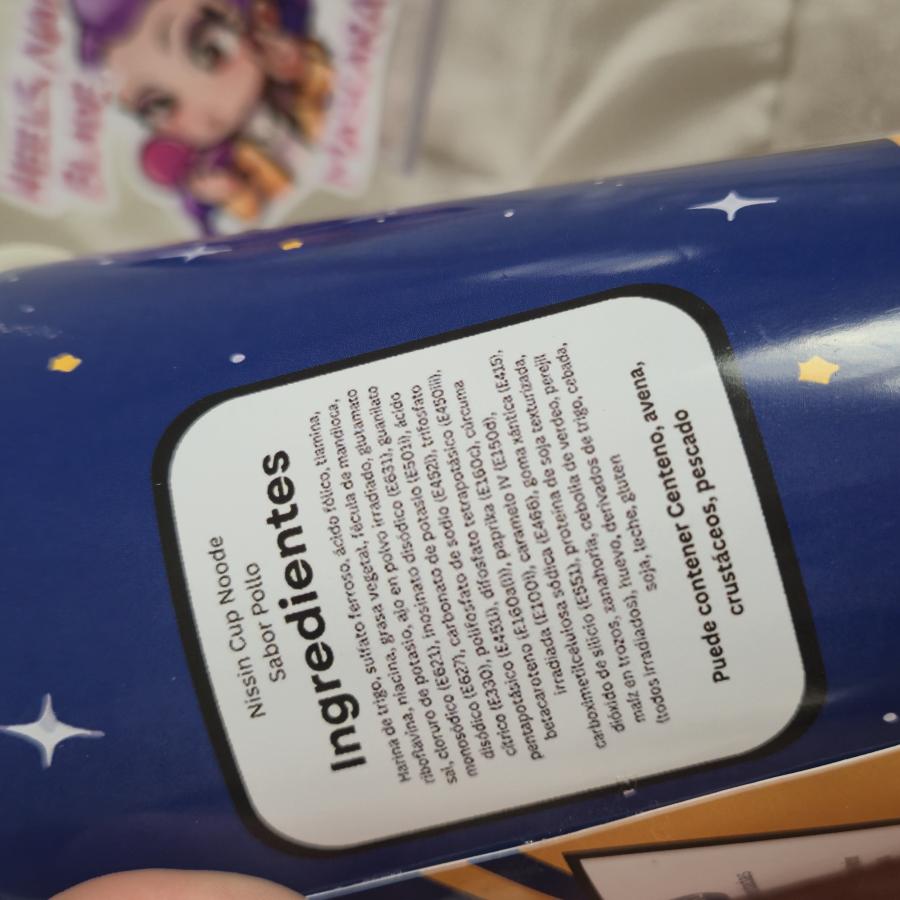 Nissin Cup Noode
Sabor Pollo
Ingredientes
Harina de trigo, sulfato ferroso, ácido fólico, tiamina,
riboflavina, niacina, grasa vegetal, fécula de mandioca,
sal, cloruro de potasio, ajo en polvo irradiado, glutamato
monosódico (E621), inosinato disódico (E631), guanilato
disódico (E627), carbonato de potasio (E501i), ácido
cítrico (E330), polifosfato de sodio (E452i), trifosfato
pentapotásico (E451ii), difosfato terapotásico (E450iii),
betacaroteno (E160a(i)), paprika (E160c), cúrcuma
irradiada (E100i), caramelo IV (E150d),
carboximetilcelulosa sódica (E466), goma xántica (E415),
dióxido de silicio (E551), proteína de soja texturizada,
maíz en trozos, zanahoria, cebolla de verdeo, perejil
(todos irradiados), huevo, derivados de trigo, cebada,
soja, leche, gluten
Puede contener Centeno, avena,
crustáceos, pescado